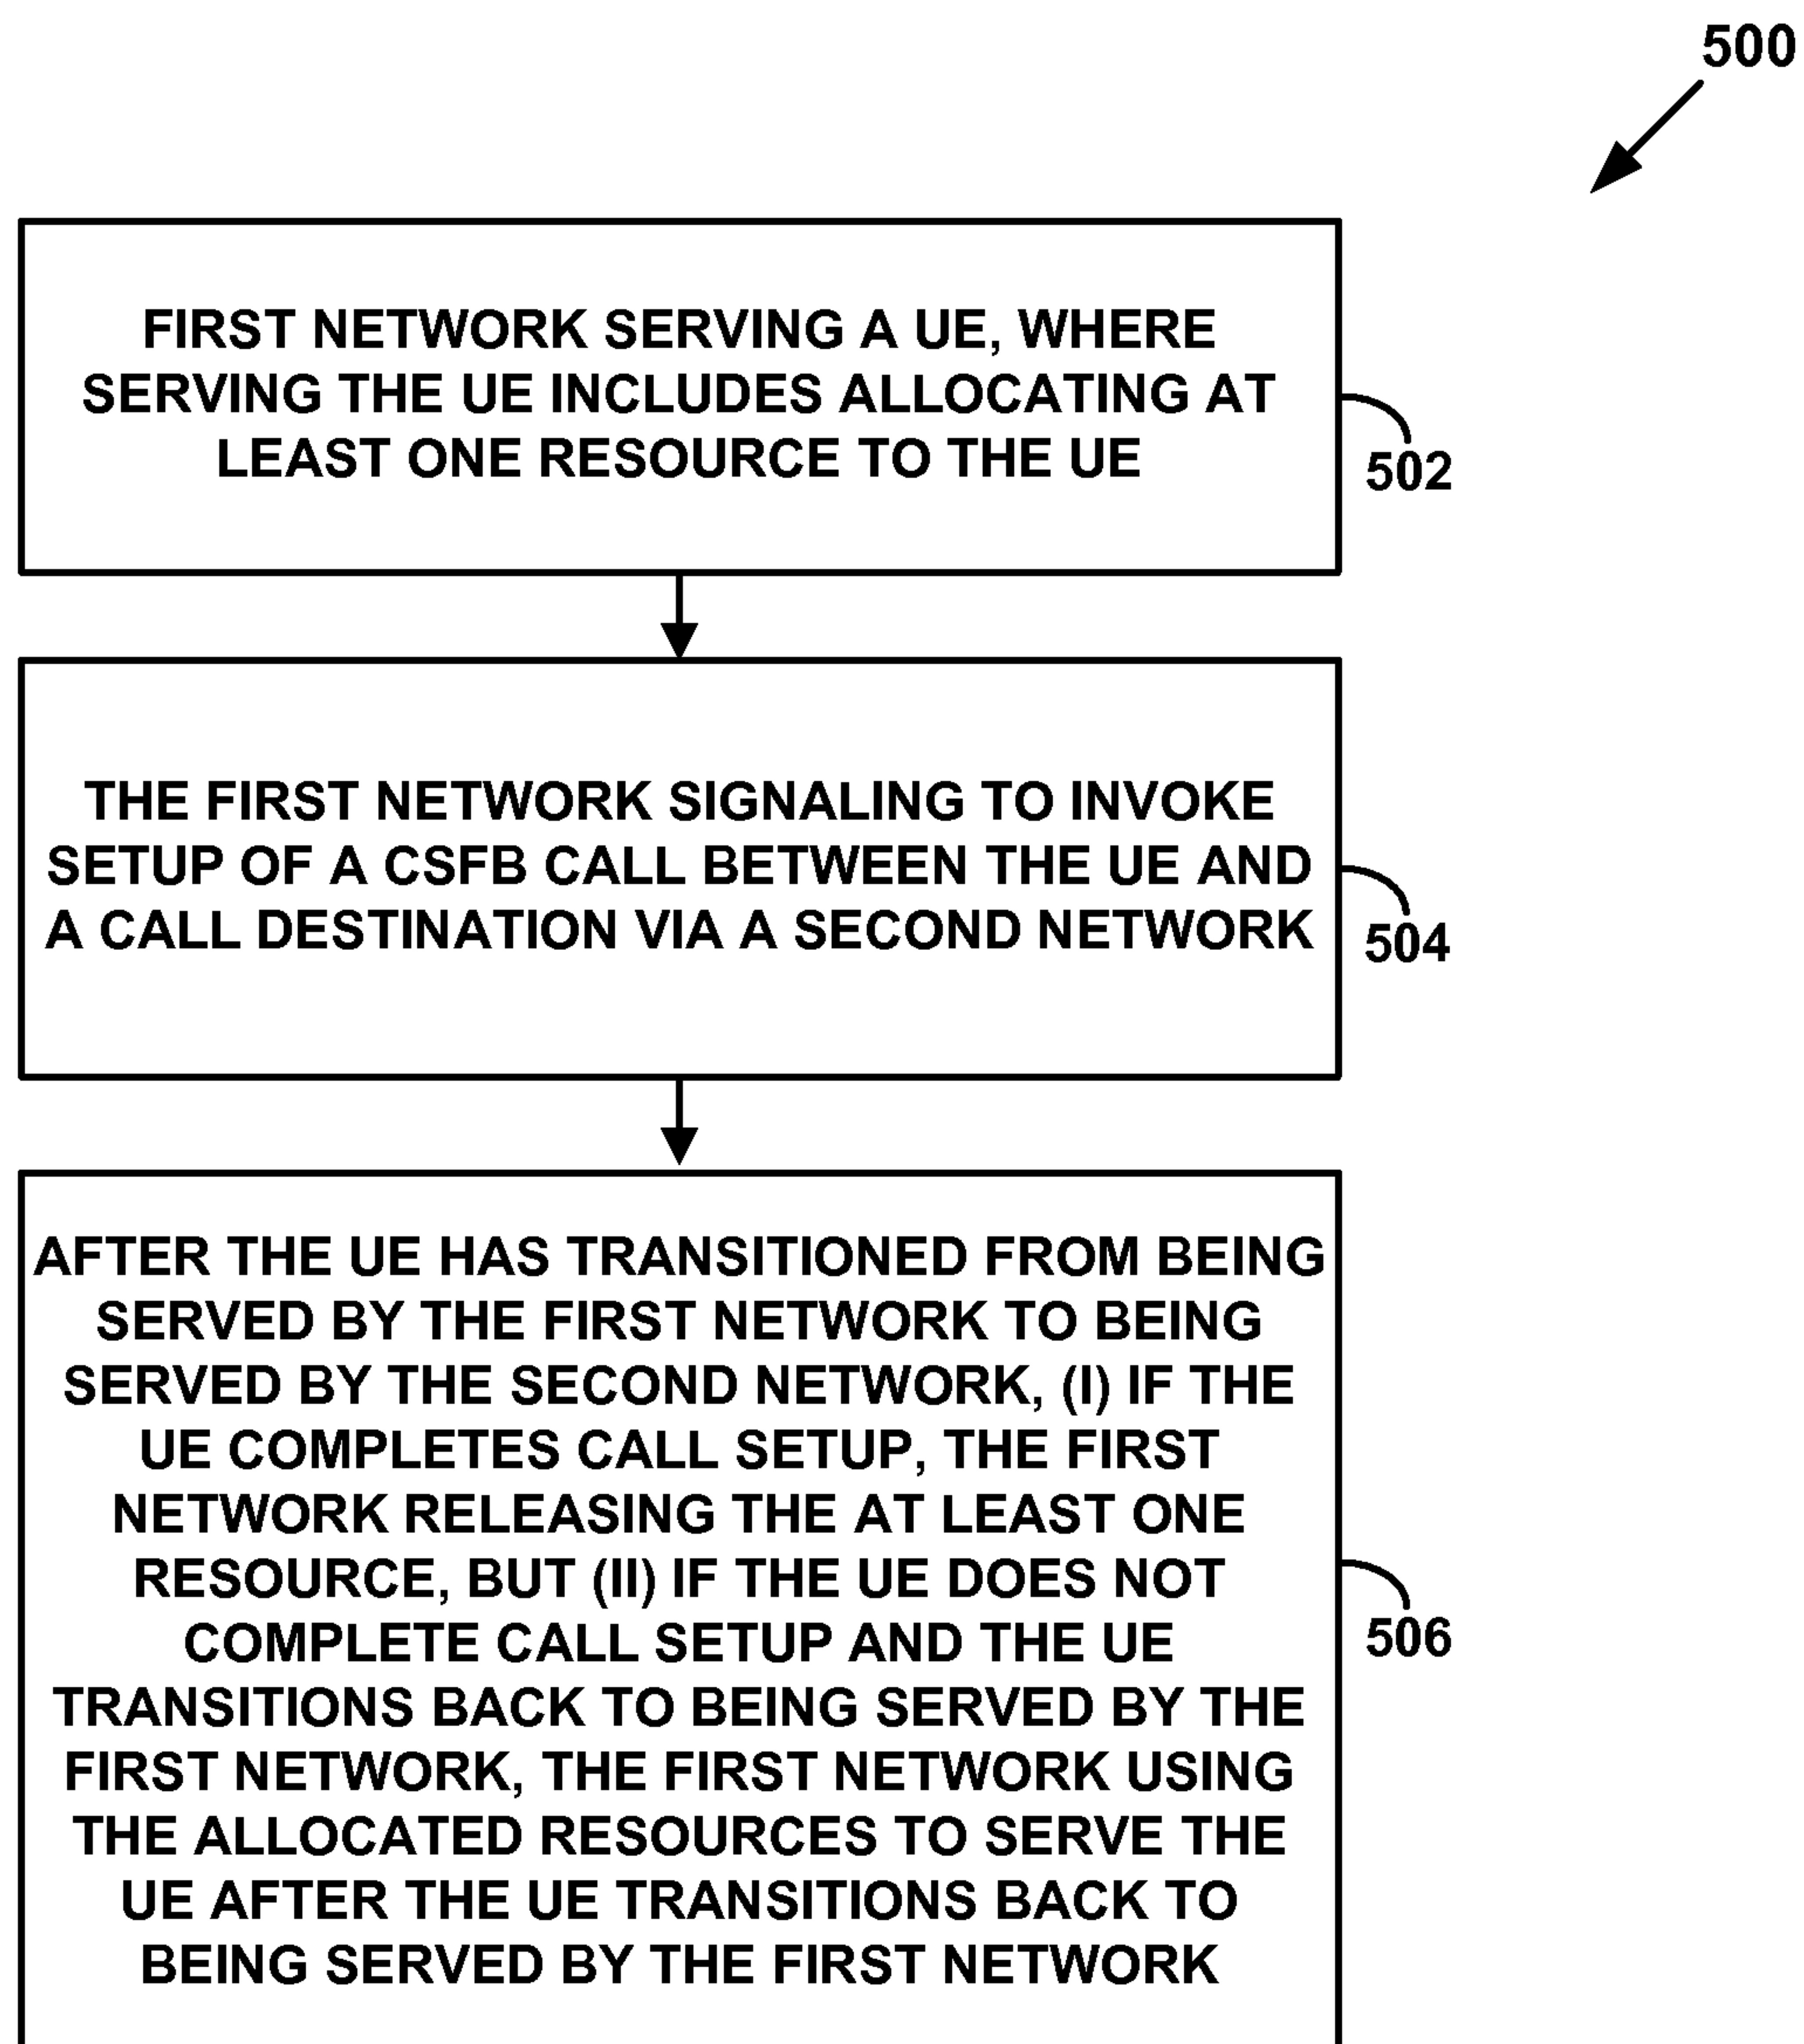 500
FIRST NETWORK SERVING A UE, WHERE
SERVING THE UE INCLUDES ALLOCATING AT
LEAST ONE RESOURCE TO THE UE
502
THE FIRST NETWORK SIGNALING TO INVOKE
SETUP OF A CSFB CALL BETWEEN THE UE AND
A CALL DESTINATION VIA A SECOND NETWORK
504
AFTER THE UE HAS TRANSITIONED FROM BEING
SERVED BY THE FIRST NETWORK TO BEING
SERVED BY THE SECOND NETWORK, (I) IF THE
UE COMPLETES CALL SETUP, THE FIRST
NETWORK RELEASING THE AT LEAST ONE
RESOURCE, BUT (II) IF THE UE DOES NOT
COMPLETE CALL SETUP AND THE UE
TRANSITIONS BACK TO BEING SERVED BY THE
FIRST NETWORK, THE FIRST NETWORK USING
THE ALLOCATED RESOURCES TO SERVE THE
UE AFTER THE UE TRANSITIONS BACK TO
BEING SERVED BY THE FIRST NETWORK
506